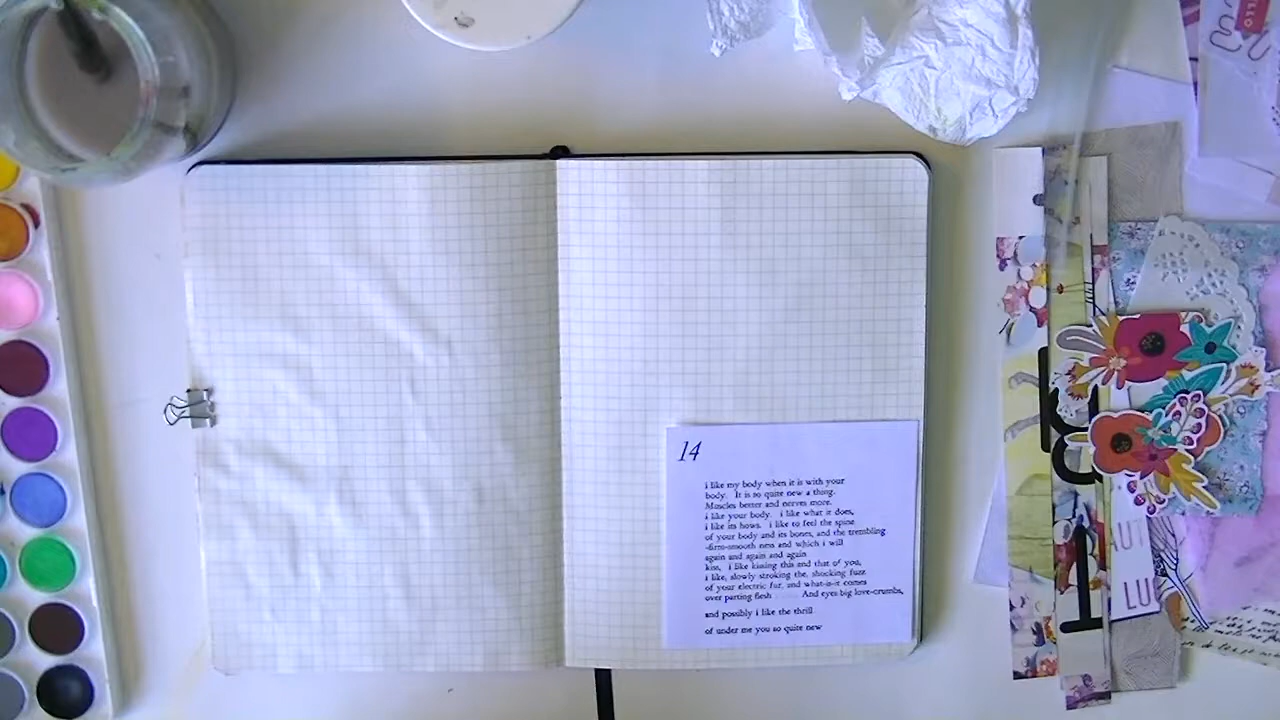 14
i like my body when it is with your
body. It is so quite new a thing.
Muscles better and nerves more.
i like your body. i like what it does,
i like its hows. i like to feel the spine
of your body and its bones, and the trembling
-firm-smooth ness and which i will
again and again and again
kiss, i like kissing this and that of you,
i like, slowly stroking the, shocking fuzz
of your electric fur, and what-is-it comes
over parting flesh . . . . And eyes big love-crumbs,
and possibly i like the thrill
of under me you so quite new
AUT
LU